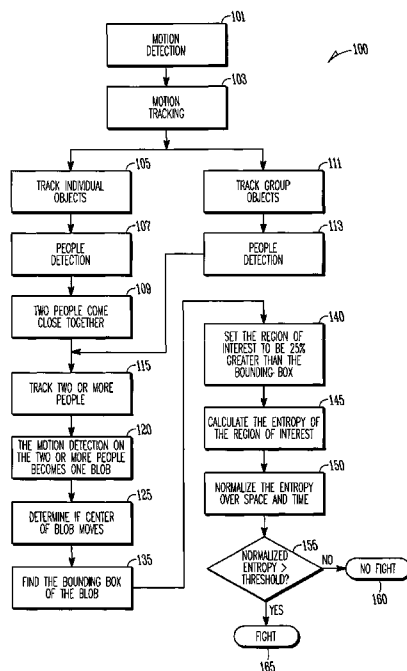 101
MOTION
DETECTION
100
103
MOTION
TRACKING
105
TRACK INDIVIDUAL
OBJECTS
111
TRACK GROUP
OBJECTS
107
PEOPLE
DETECTION
113
PEOPLE
DETECTION
109
TWO PEOPLE COME
CLOSE TOGETHER
115
TRACK TWO OR MORE
PEOPLE
120
THE MOTION DETECTION ON
THE TWO OR MORE PEOPLE
BECOMES ONE BLOB
125
DETERMINE IF CENTER
OF BLOB MOVES
135
FIND THE BOUNDING BOX
OF THE BLOB
140
SET THE REGION OF
INTEREST TO BE 25%
GREATER THAN THE
BOUNDING BOX
145
CALCULATE THE ENTROPY OF
THE REGION OF INTEREST
150
NORMALIZE THE ENTROPY
OVER SPACE AND TIME
155
NORMALIZED
ENTROPY >
THRESHOLD?
NO
NO FIGHT
160
YES
FIGHT
165